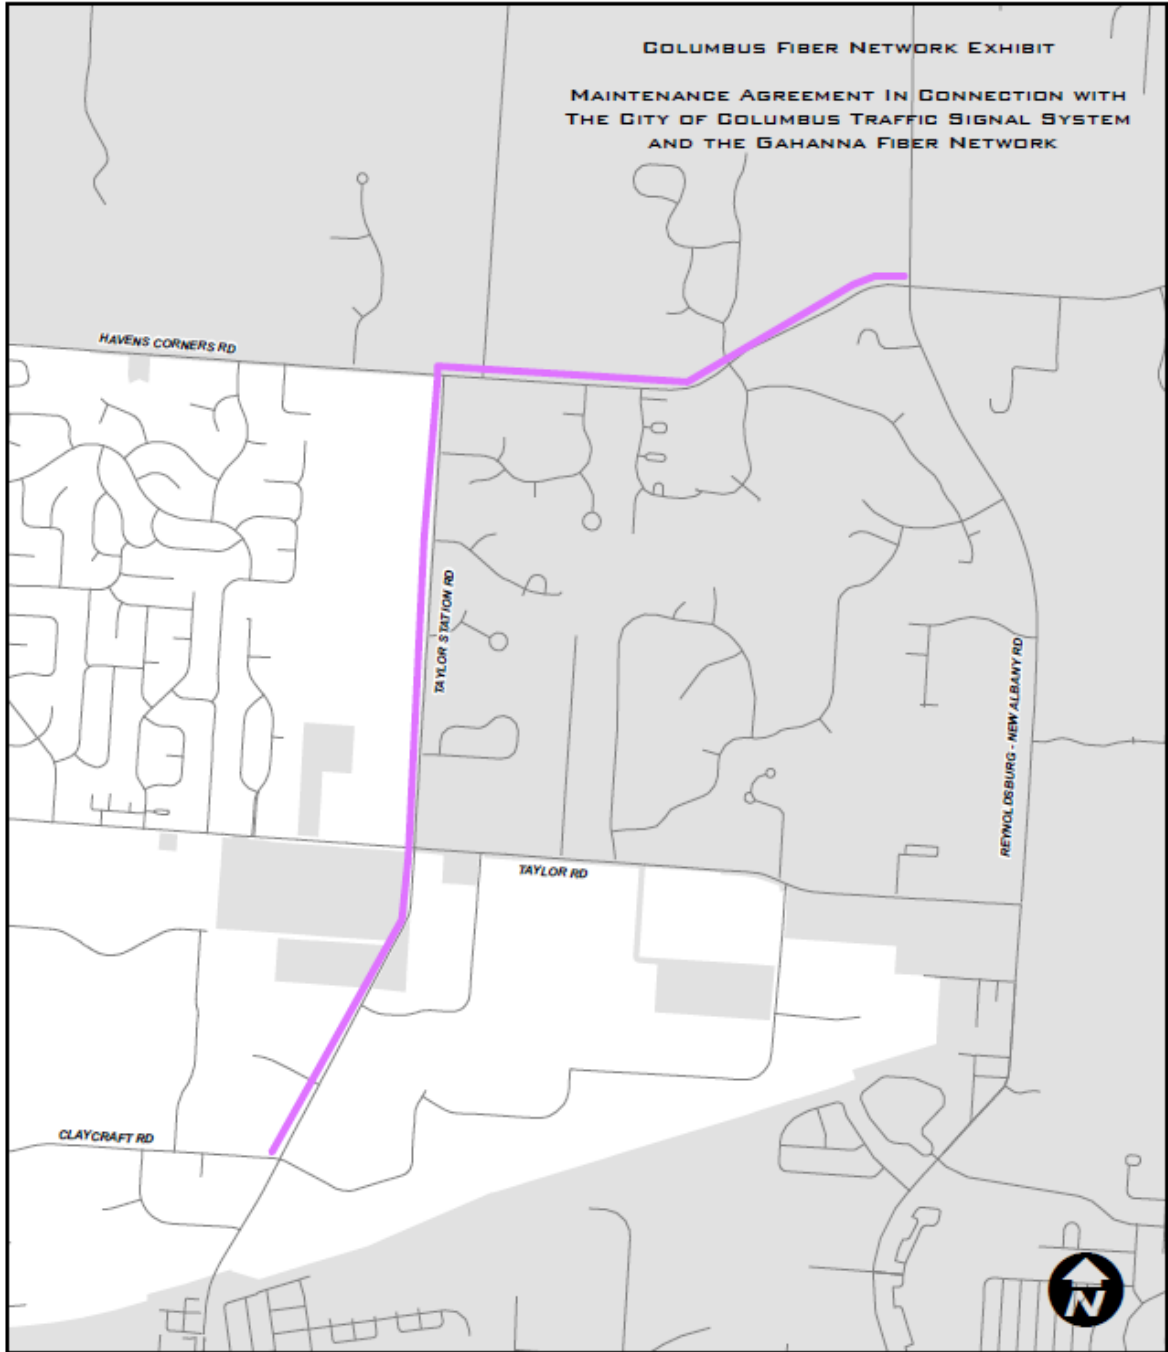 COLUMBUS FIBER NETWORK EXHIBIT
MAINTENANCE AGREEMENT IN CONNECTION WITH
THE CITY OF COLUMBUS TRAFFIC SIGNAL SYSTEM
AND THE GAHANNA FIBER NETWORK
HAVENS CORNERS RD
TAYLOR STATION RD
REYNOLDSBURG - NEW ALBANY RD
TAYLOR RD
CLAYCRAFT RD
N